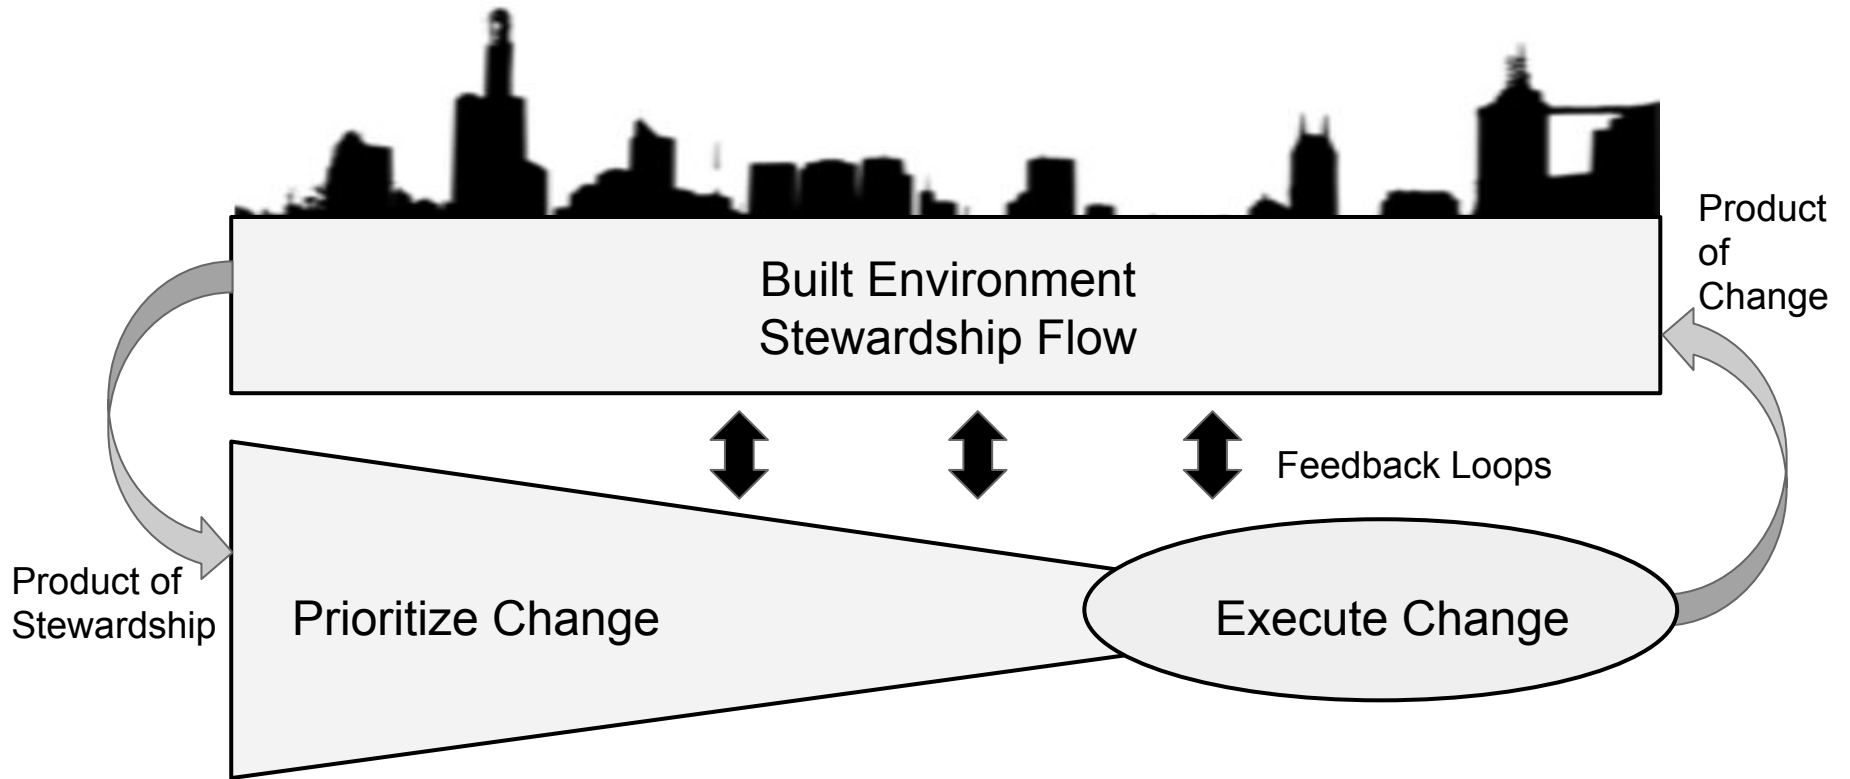 Product
of
Change
Built Environment
Stewardship Flow
Feedback Loops
Product of
Stewardship
Prioritize Change
Execute Change